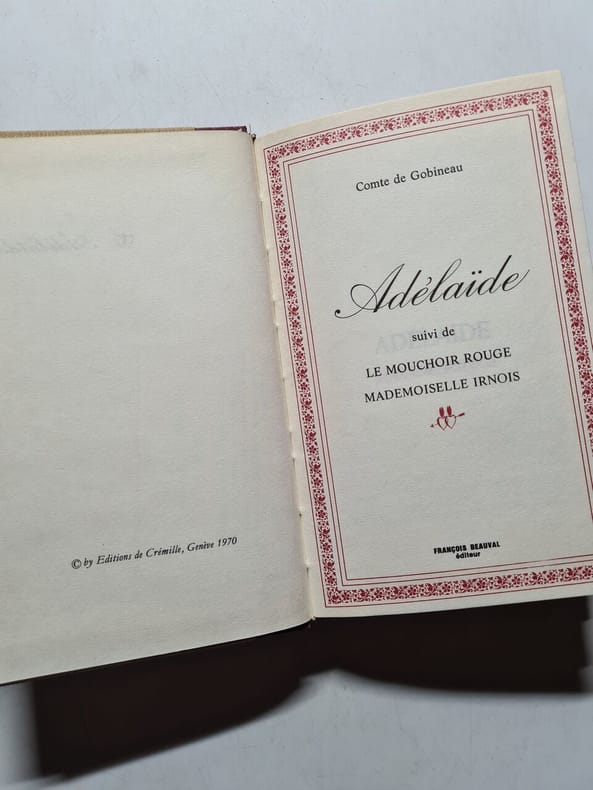 © by Editions de Crémille, Genève 1970
Comte de Gobineau
Adélaïde
suivi de
LE MOUCHOIR ROUGE
MADEMOISELLE IRNOIS
FRANÇOIS BEAUVAL
éditeur